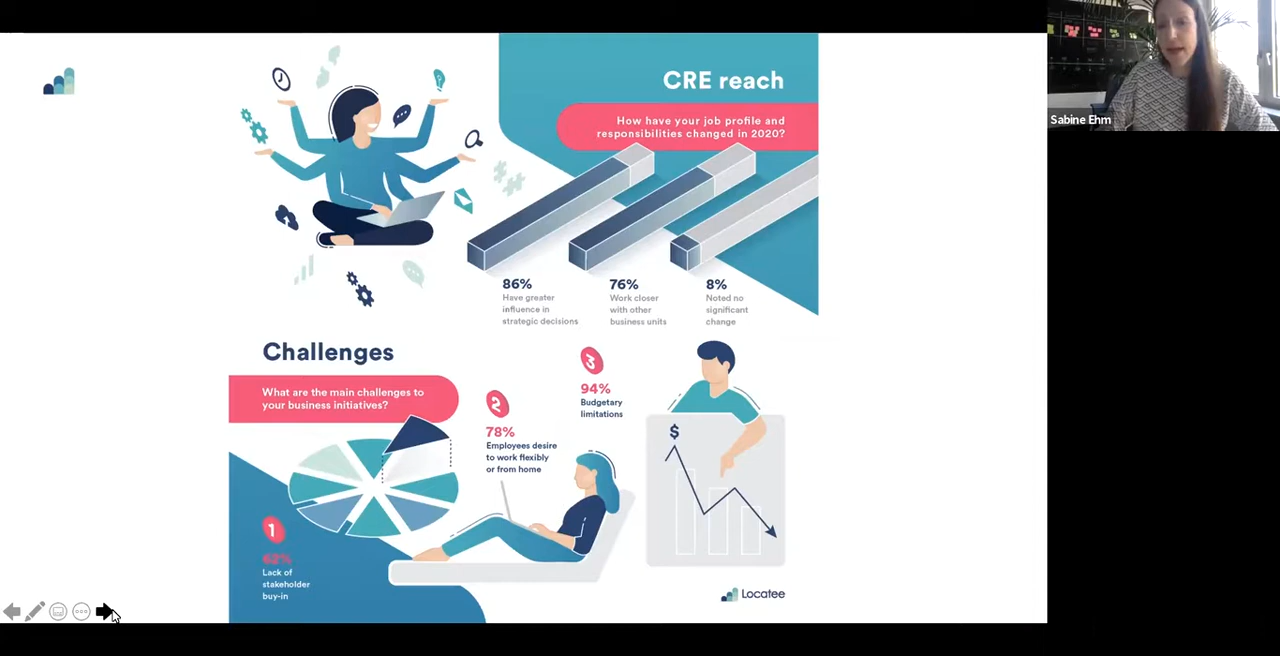 CRE reach
How have your job profile and
responsibilities changed in 2020?
86%
Have greater
influence in
strategic decisions
76%
Work closer
with other
business units
8%
Noted no
significant
change
Challenges
What are the main challenges to
your business initiatives?
1
62%
Lack of
stakeholder
buy-in
2
78%
Employees desire
to work flexibly
or from home
3
94%
Budgetary
limitations
$
Locatee
Sabine Ehm